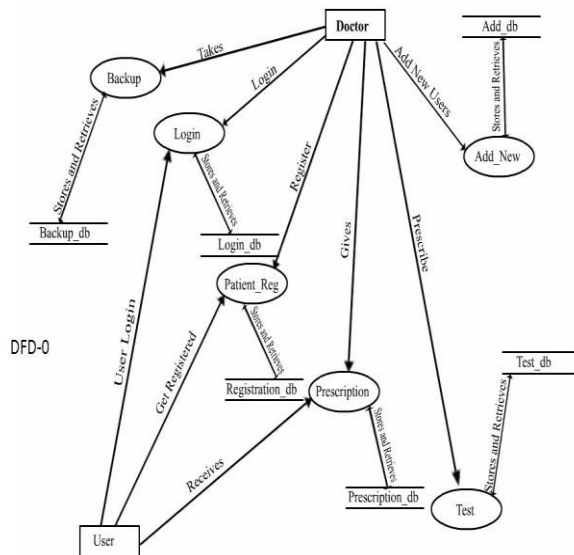 Doctor
Add_db
Takes
Login
Add New Users
Stores and Retrieves
Backup
Login
Add_New
Stores and Retrieves
Stores and Retrieves
Register
Backup_db
Login_db
Gives
Prescribe
Patient_Reg
DFD-0
User Login
Get Registered
Stores and Retrieves
Test_db
Registration_db
Prescription
Stores and Retrieves
Stores and Retrieves
Receives
Prescription_db
Test
User